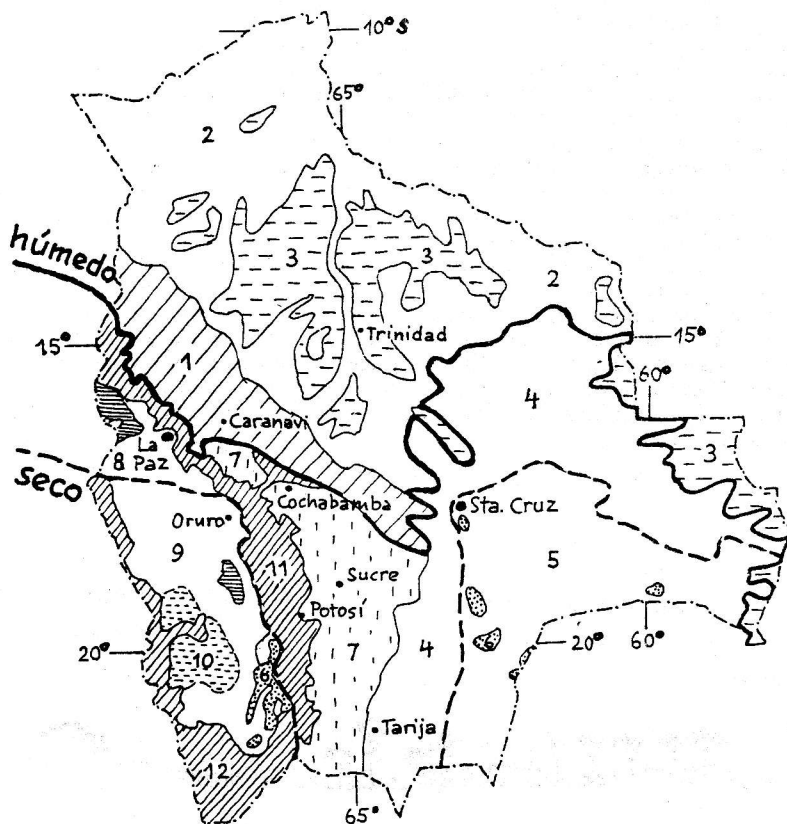 10° S
65°
2
húmedo
3
3
2
Trinidad
15°
15°
1
60°
4
Caranavi
La
Paz
8
7
3
seco
Cochabamba
Sta. Cruz
Oruro
9
11
5
Sucre
Potosí
6
20°
10
6
7
4
20°
60°
Tarija
12
65°